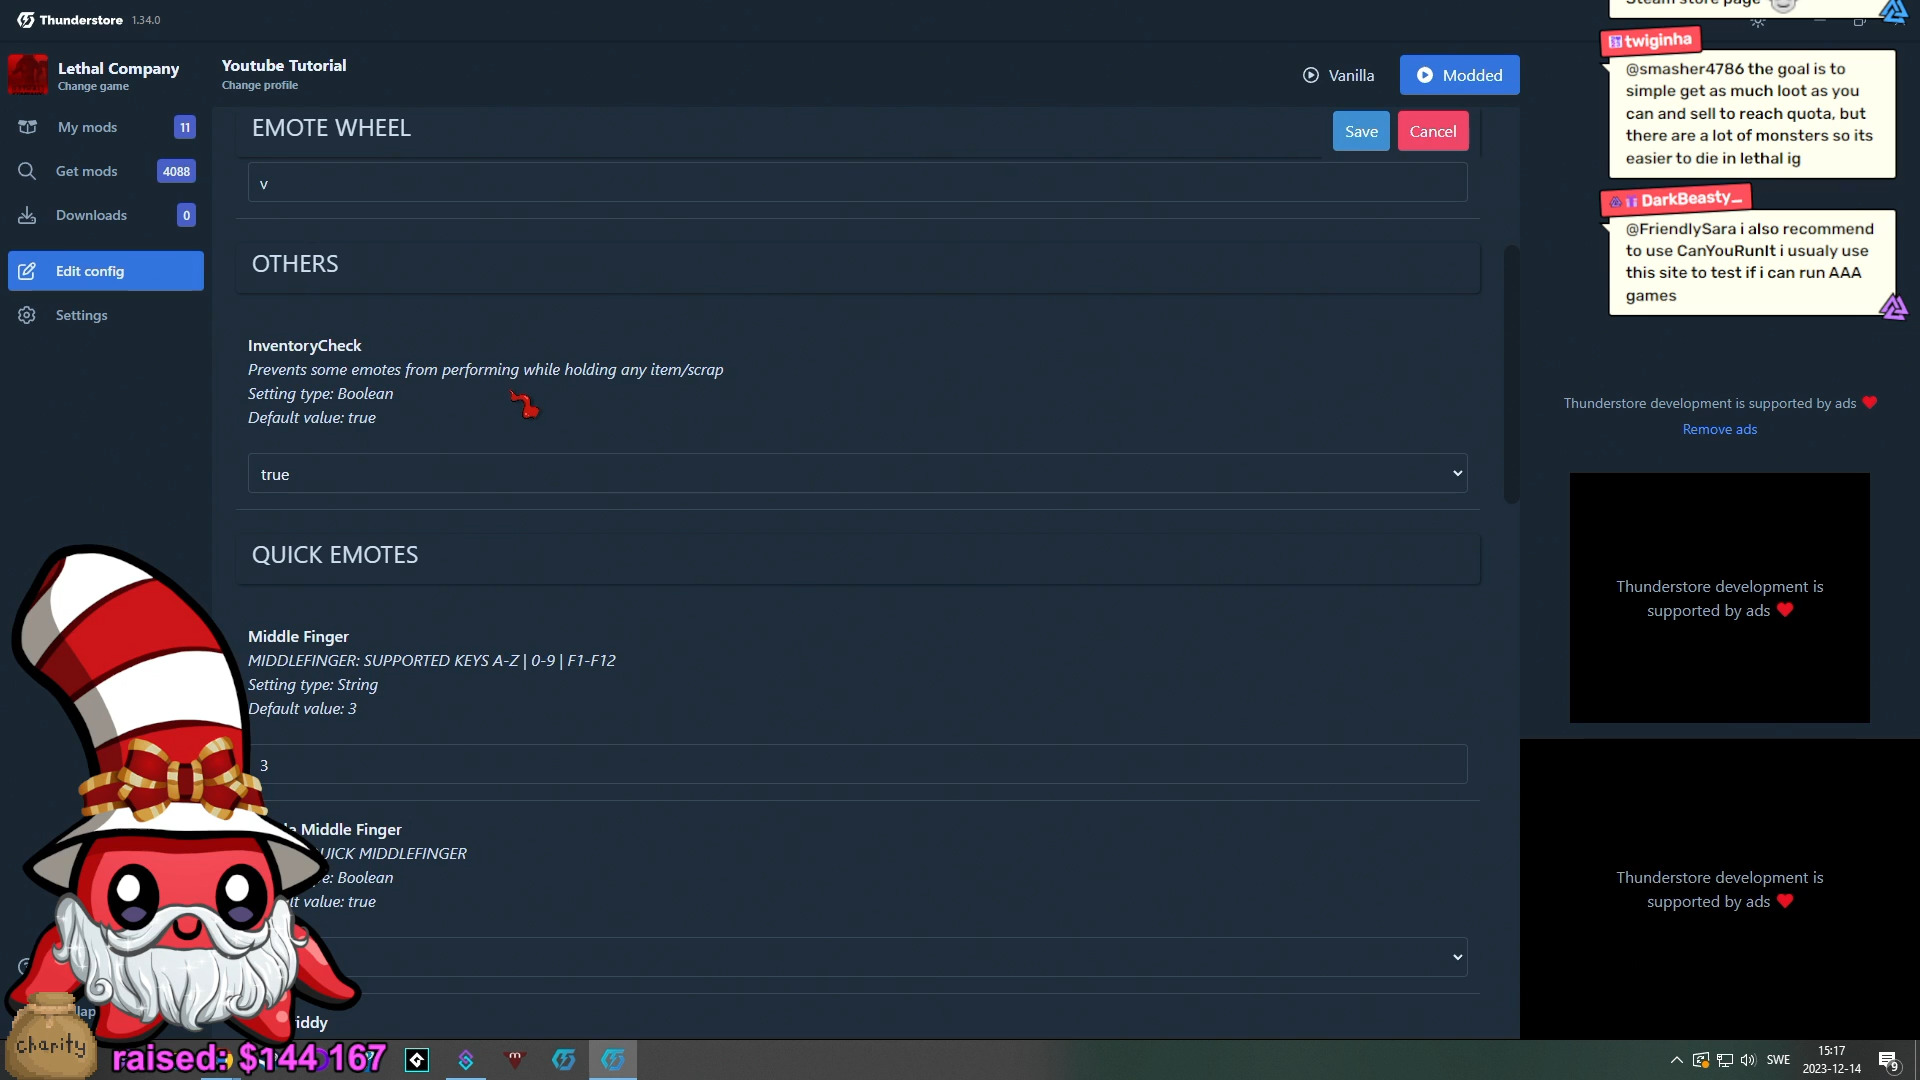 Thunderstore 1.34.0
Steam store page
Lethal Company
Change game
Youtube Tutorial
Change profile
Vanilla
Modded
My mods 11
Get mods 4088
Downloads 0
Edit config
Settings
EMOTE WHEEL
Save
Cancel
v
OTHERS
InventoryCheck
Prevents some emotes from performing while holding any item/scrap
Setting type: Boolean
Default value: true
true
QUICK EMOTES
Middle Finger
MIDDLEFINGER: SUPPORTED KEYS A-Z | 0-9 | F1-F12
Setting type: String
Default value: 3
3
Middle Finger
MIDDLEFINGER
Boolean
value: true
twiginha
@smasher4786 the goal is to
simple get as much loot as you
can and sell to reach quota, but
there are a lot of monsters so its
easier to die in lethal ig
DarkBeasty_
@FriendlySara i also recommend
to use CanYouRunIt i usualy use
this site to test if i can run AAA
games
Thunderstore development is supported by ads
Remove ads
Thunderstore development is
supported by ads
Thunderstore development is
supported by ads
charity
raised: $144,167
SWE
15:17
2023-12-14
9